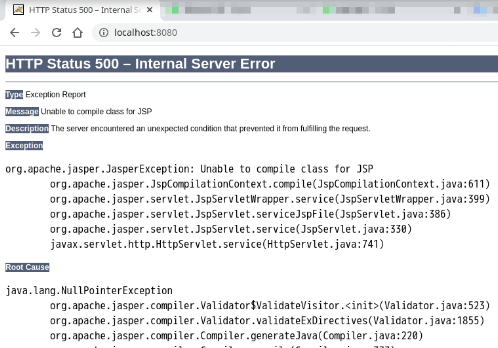 HTTP Status 500 – Internal S
localhost:8080
HTTP Status 500 – Internal Server Error
Type Exception Report
Message Unable to compile class for JSP
Description The server encountered an unexpected condition that prevented it from fulfilling the request.
Exception
org.apache.jasper.JasperException: Unable to compile class for JSP
org.apache.jasper.JspCompilationContext.compile(JspCompilationContext.java:611)
org.apache.jasper.servlet.JspServletWrapper.service(JspServletWrapper.java:399)
org.apache.jasper.servlet.JspServlet.serviceJspFile(JspServlet.java:386)
org.apache.jasper.servlet.JspServlet.service(JspServlet.java:330)
javax.servlet.http.HttpServlet.service(HttpServlet.java:741)
Root Cause
java.lang.NullPointerException
org.apache.jasper.compiler.Validator$ValidateVisitor.<init>(Validator.java:523)
org.apache.jasper.compiler.Validator.validateExDirectives(Validator.java:1855)
org.apache.jasper.compiler.Compiler.generateJava(Compiler.java:220)